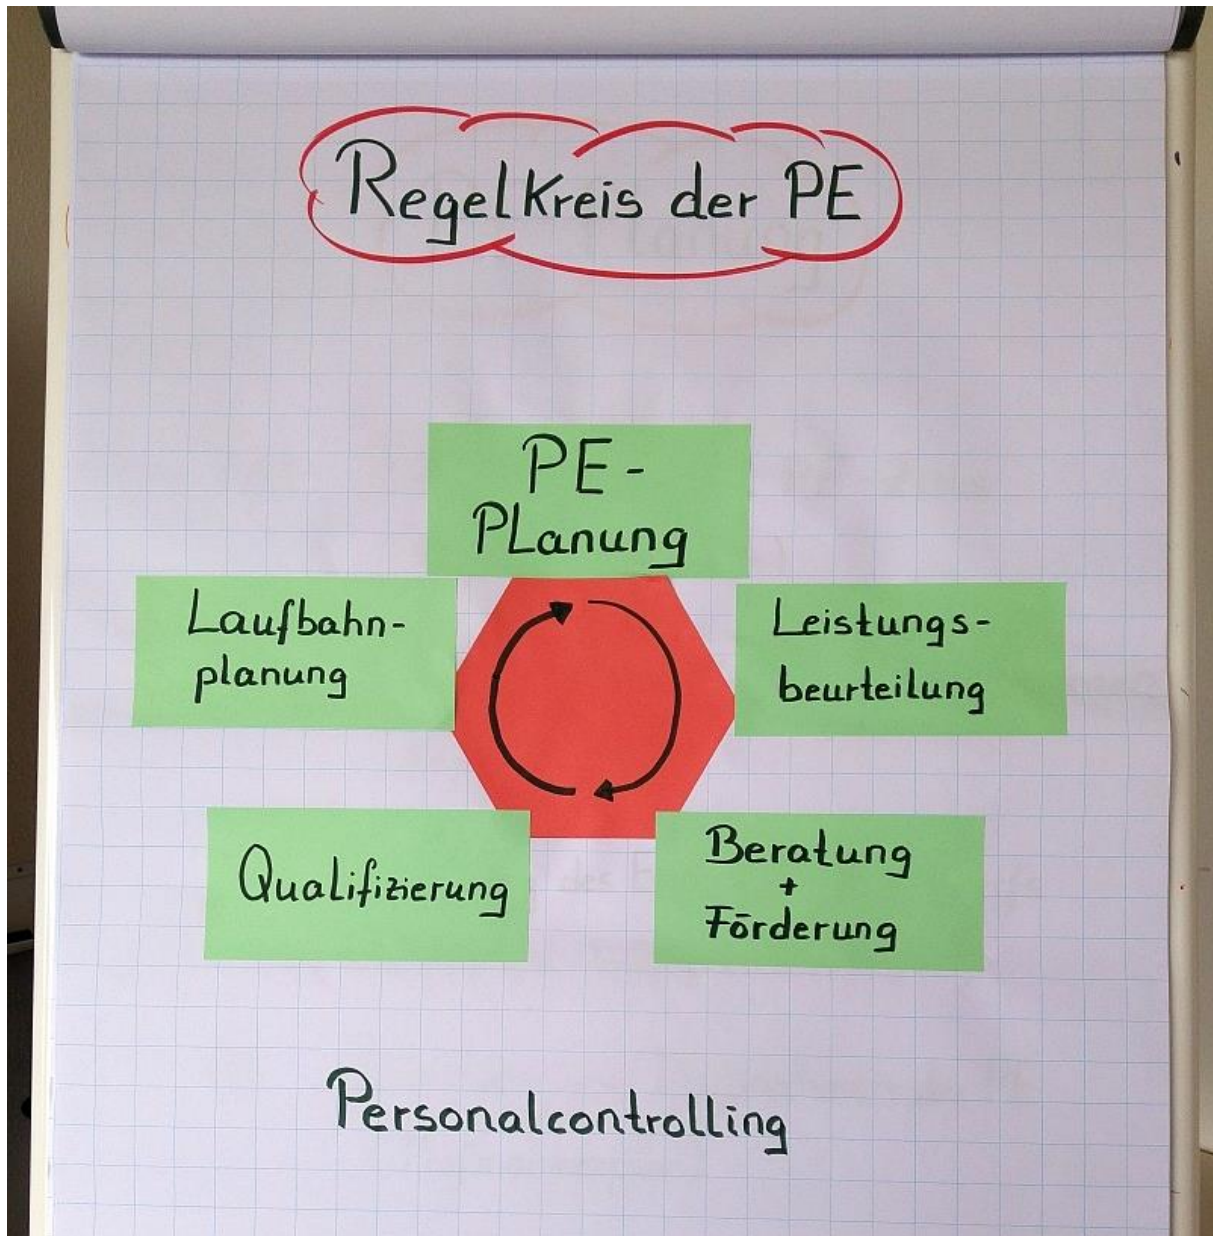 Regelkreis der PE
PE-
Planung
Laufbahn-
planung
Leistungs-
beurteilung
Qualifizierung
Beratung
+
Förderung
Personalcontrolling